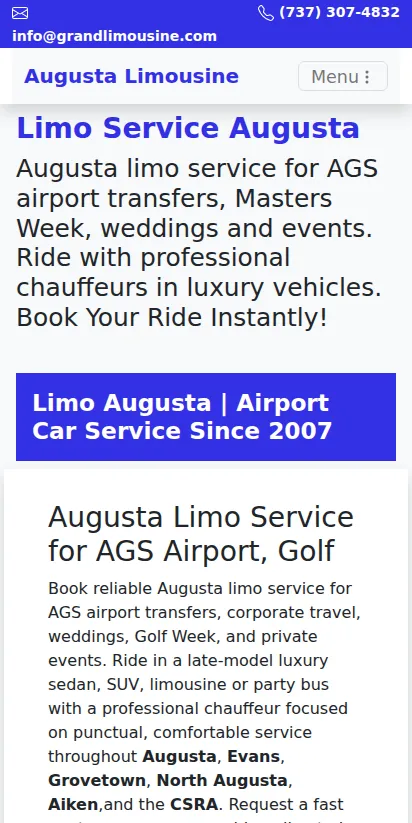 (737) 307-4832
info@grandlimousine.com
Augusta Limousine
Menu
Limo Service Augusta
Augusta limo service for AGS
airport transfers, Masters
Week, weddings and events.
Ride with professional
chauffeurs in luxury vehicles.
Book Your Ride Instantly!
Limo Augusta | Airport
Car Service Since 2007
Augusta Limo Service
for AGS Airport, Golf
Book reliable Augusta limo service for
AGS airport transfers, corporate travel,
weddings, Golf Week, and private
events. Ride in a late-model luxury
sedan, SUV, limousine or party bus
with a professional chauffeur focused
on punctual, comfortable service
throughout Augusta, Evans,
Grovetown, North Augusta,
Aiken,and the CSRA. Request a fast